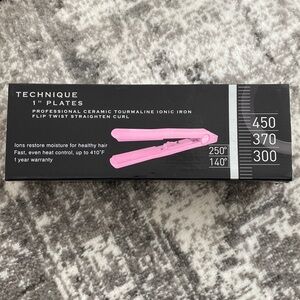 TECHNIQUE
1" PLATES
PROFESSIONAL CERAMIC TOURMALINE IONIC IRON
FLIP TWIST STRAIGHTEN CURL
Ions restore moisture for healthy hair
Fast, even heat control, up to 410°F
1 year warranty
250°
140°
450
370
300